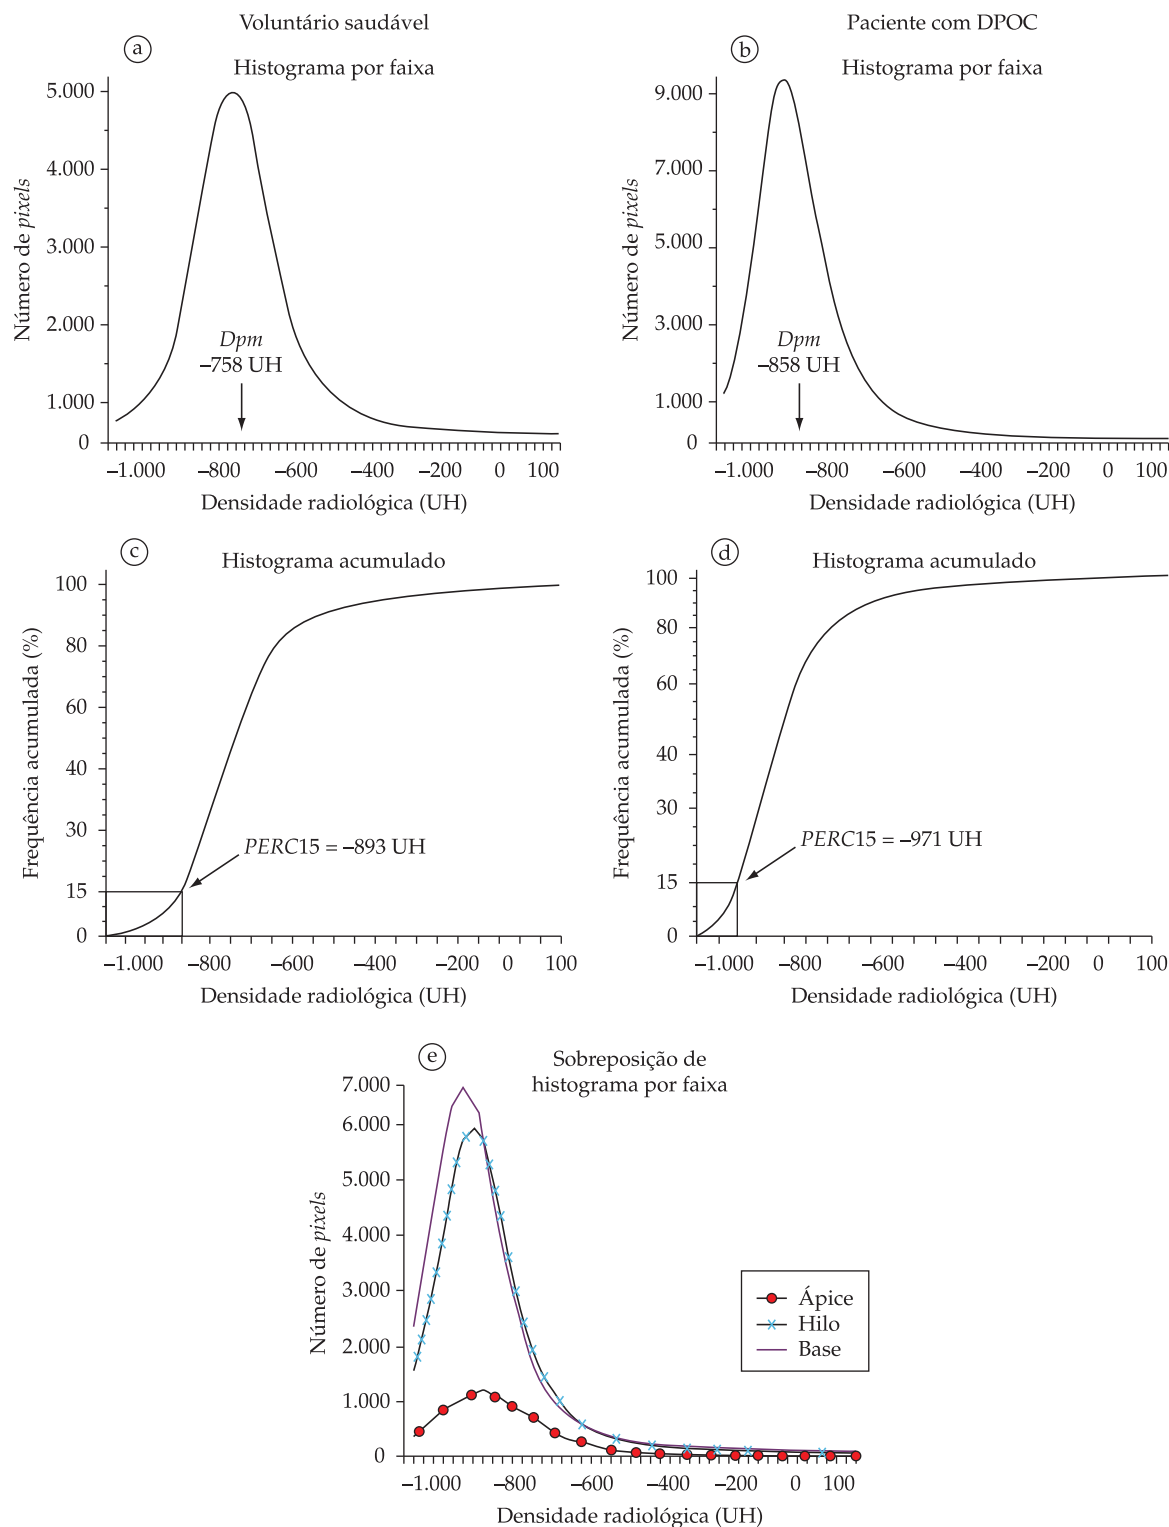 Voluntário saudável
Paciente com DPOC
a
Histograma por faixa
5.000
4.000
3.000
2.000
1.000
0
Número de pixels
Dpm
–758 UH
–1.000 –800 –600 –400 –200 0 100
Densidade radiológica (UH)
b
Histograma por faixa
9.000
7.000
5.000
3.000
1.000
0
Número de pixels
Dpm
–858 UH
–1.000 –800 –600 –400 –200 0 100
Densidade radiológica (UH)
c
Histograma acumulado
100
80
60
40
30
15
0
Frequência acumulada (%)
PERC15 = –893 UH
–1.000 –800 –600 –400 –200 0 100
Densidade radiológica (UH)
d
Histograma acumulado
100
80
60
40
30
15
0
Frequência acumulada (%)
PERC15 = –971 UH
–1.000 –800 –600 –400 –200 0 100
Densidade radiológica (UH)
e
Sobreposição de
histograma por faixa
7.000
6.000
5.000
4.000
3.000
2.000
1.000
0
Número de pixels
Ápice
Hilo
Base
–1.000 –800 –600 –400 –200 0 100
Densidade radiológica (UH)